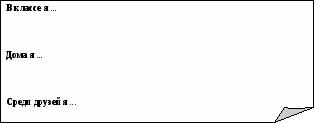 В классе я ...
Дома я ...
Среди друзей я ...